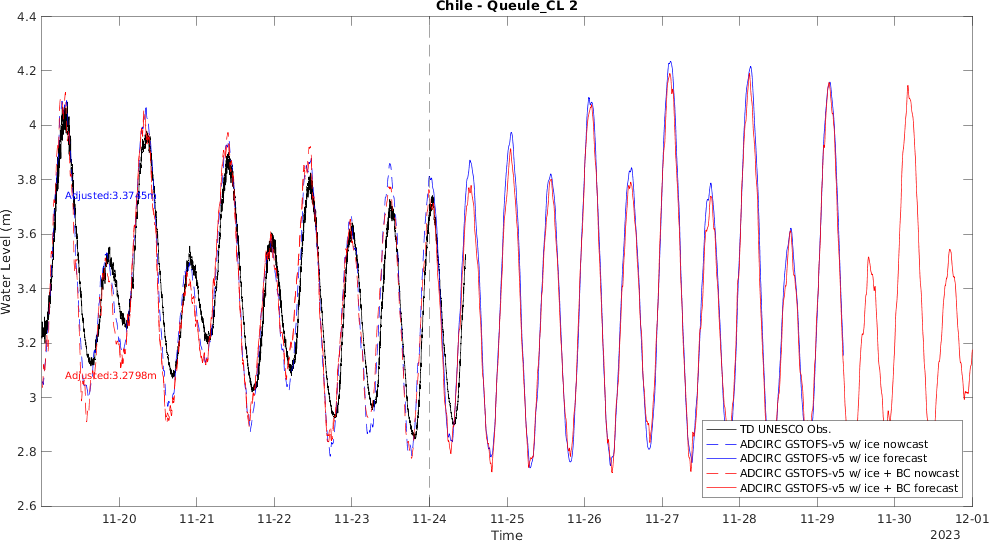 Chile - Queule_CL 2
4.4
4.2
4
3.8
3.6
3.4
3.2
3
2.8
2.6
Water Level (m)
Adjusted:3.3745m
Adjusted:3.2798m
TD UNESCO Obs.
ADCIRC GSTOFS-v5 w/ ice nowcast
ADCIRC GSTOFS-v5 w/ ice forecast
ADCIRC GSTOFS-v5 w/ ice + BC nowcast
ADCIRC GSTOFS-v5 w/ ice + BC forecast
11-20 11-21 11-22 11-23 11-24 11-25 11-26 11-27 11-28 11-29 11-30 12-01
Time
2023